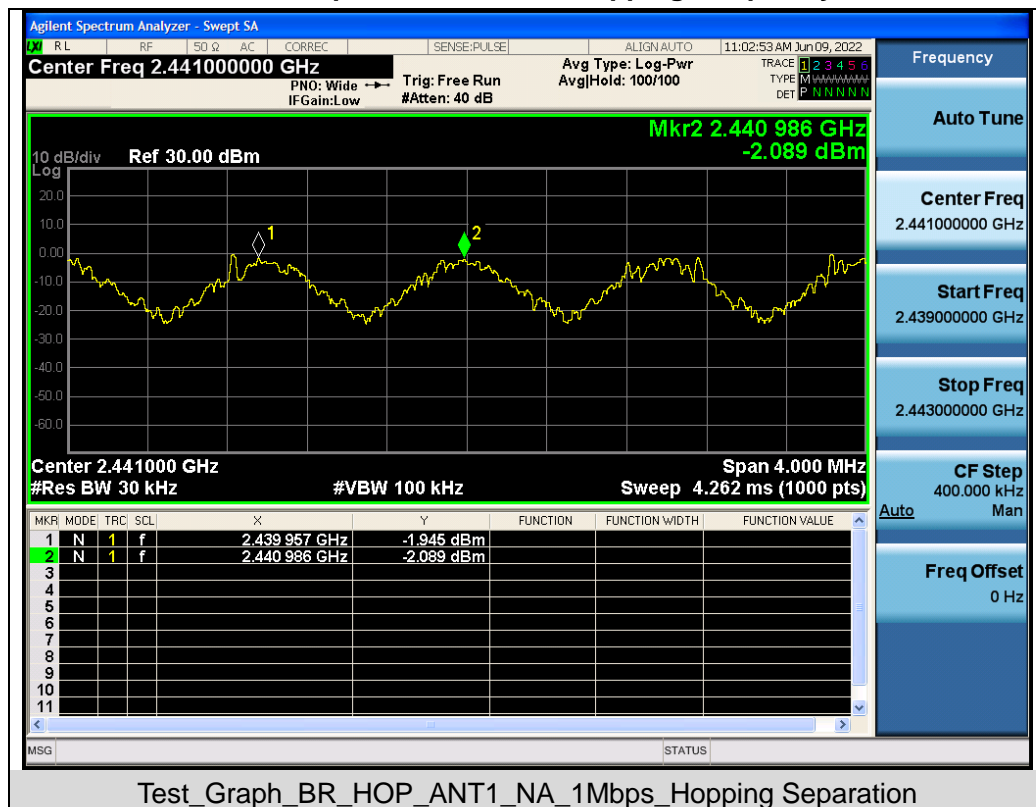 Agilent Spectrum Analyzer - Swept SA
LXI RL RF 50 Ω AC CORREC SENSE:PULSE ALIGN AUTO 11:02:53 AM Jun 09, 2022
Center Freq 2.441000000 GHz
PNO: Wide
IFGain:Low
Trig: Free Run
#Atten: 40 dB
Avg Type: Log-Pwr
Avg|Hold: 100/100
TRACE 1 2 3 4 5 6
TYPE M WWWWW
DET P N N N N N
Mkr2 2.440 986 GHz
-2.089 dBm
10 dB/div Ref 30.00 dBm
Log
20.0
10.0
0.00
-10.0
-20.0
-30.0
-40.0
-50.0
-60.0
1
2
Center 2.441000 GHz Span 4.000 MHz
#Res BW 30 kHz #VBW 100 kHz Sweep 4.262 ms (1000 pts)
MKR MODE TRC SCL X Y FUNCTION FUNCTION WIDTH FUNCTION VALUE
1 N 1 f 2.439 957 GHz -1.945 dBm
2 N 1 f 2.440 986 GHz -2.089 dBm
3
4
5
6
7
8
9
10
11
MSG STATUS
Frequency
Auto Tune
Center Freq
2.441000000 GHz
Start Freq
2.439000000 GHz
Stop Freq
2.443000000 GHz
CF Step
400.000 kHz
Auto Man
Freq Offset
0 Hz
Test_Graph_BR_HOP_ANT1_NA_1Mbps_Hopping Separation